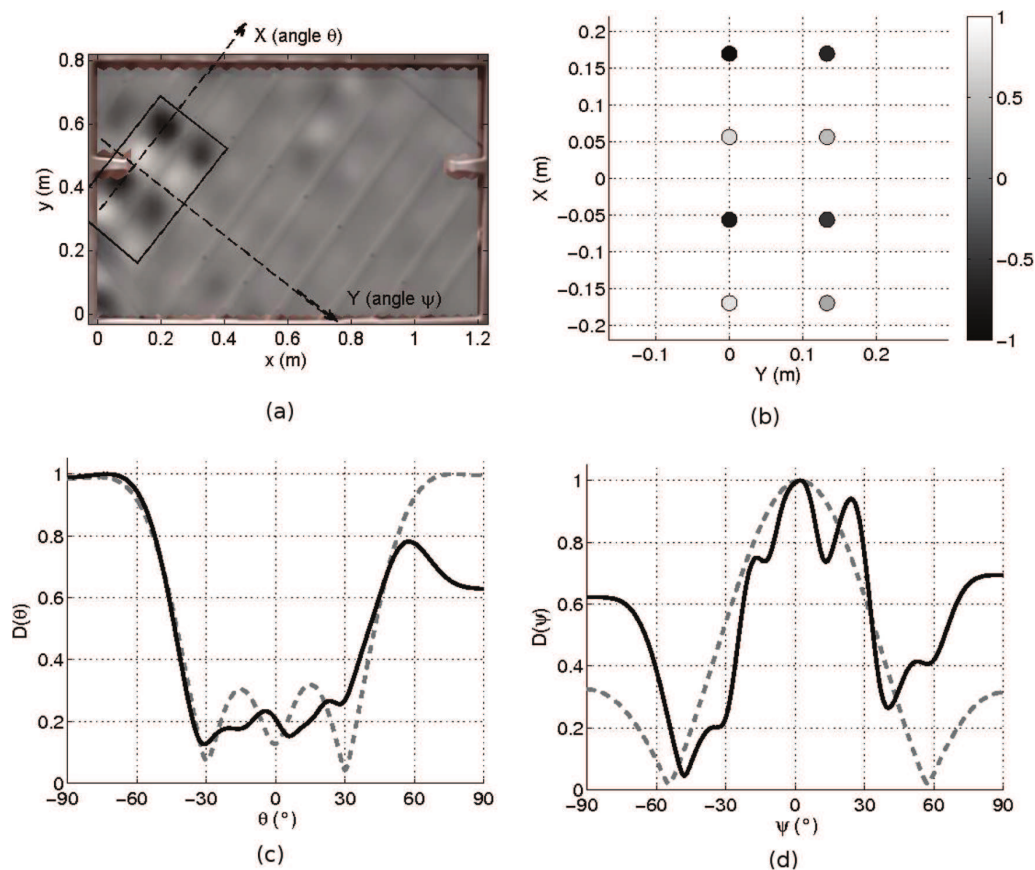 X (angle θ)
0.8
0.6
0.4
0.2
0
y (m)
Y (angle ψ)
0 0.2 0.4 0.6 0.8 1 1.2
x (m)
(a)
0.2
0.15
0.1
0.05
0
-0.05
-0.1
-0.15
-0.2
X (m)
-0.1 0 0.1 0.2
Y (m)
1
0.5
0
-0.5
-1
(b)
1
0.8
0.6
0.4
0.2
0
D(θ)
-90 -60 -30 0 30 60 90
θ (°)
(c)
1
0.8
0.6
0.4
0.2
0
D(ψ)
-90 -60 -30 0 30 60 90
ψ (°)
(d)